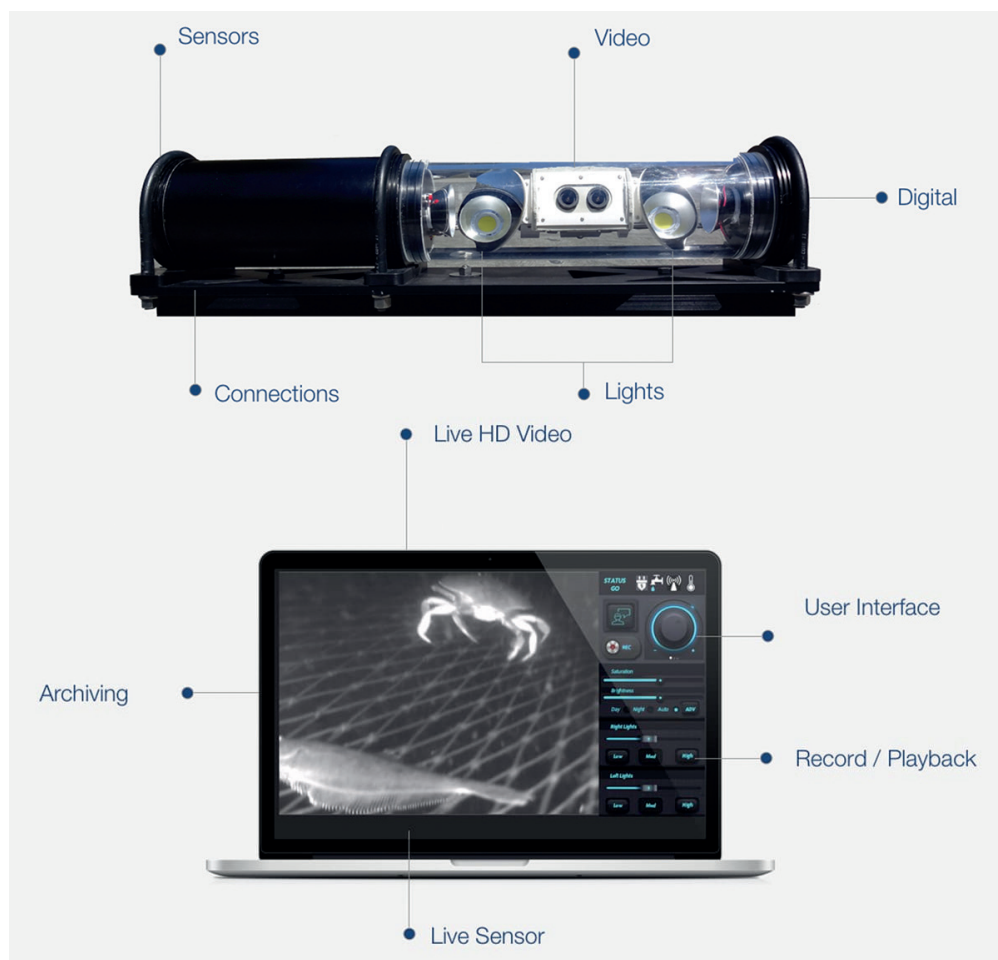 Sensors
Video
Digital
Connections
Lights
Live HD Video
STATUS
GO
User Interface
REC
Saturation
Brightness
Archiving
Day Night Auto ADV
Right Lights
Low Med High
Record / Playback
Left Lights
Low Med High
Live Sensor